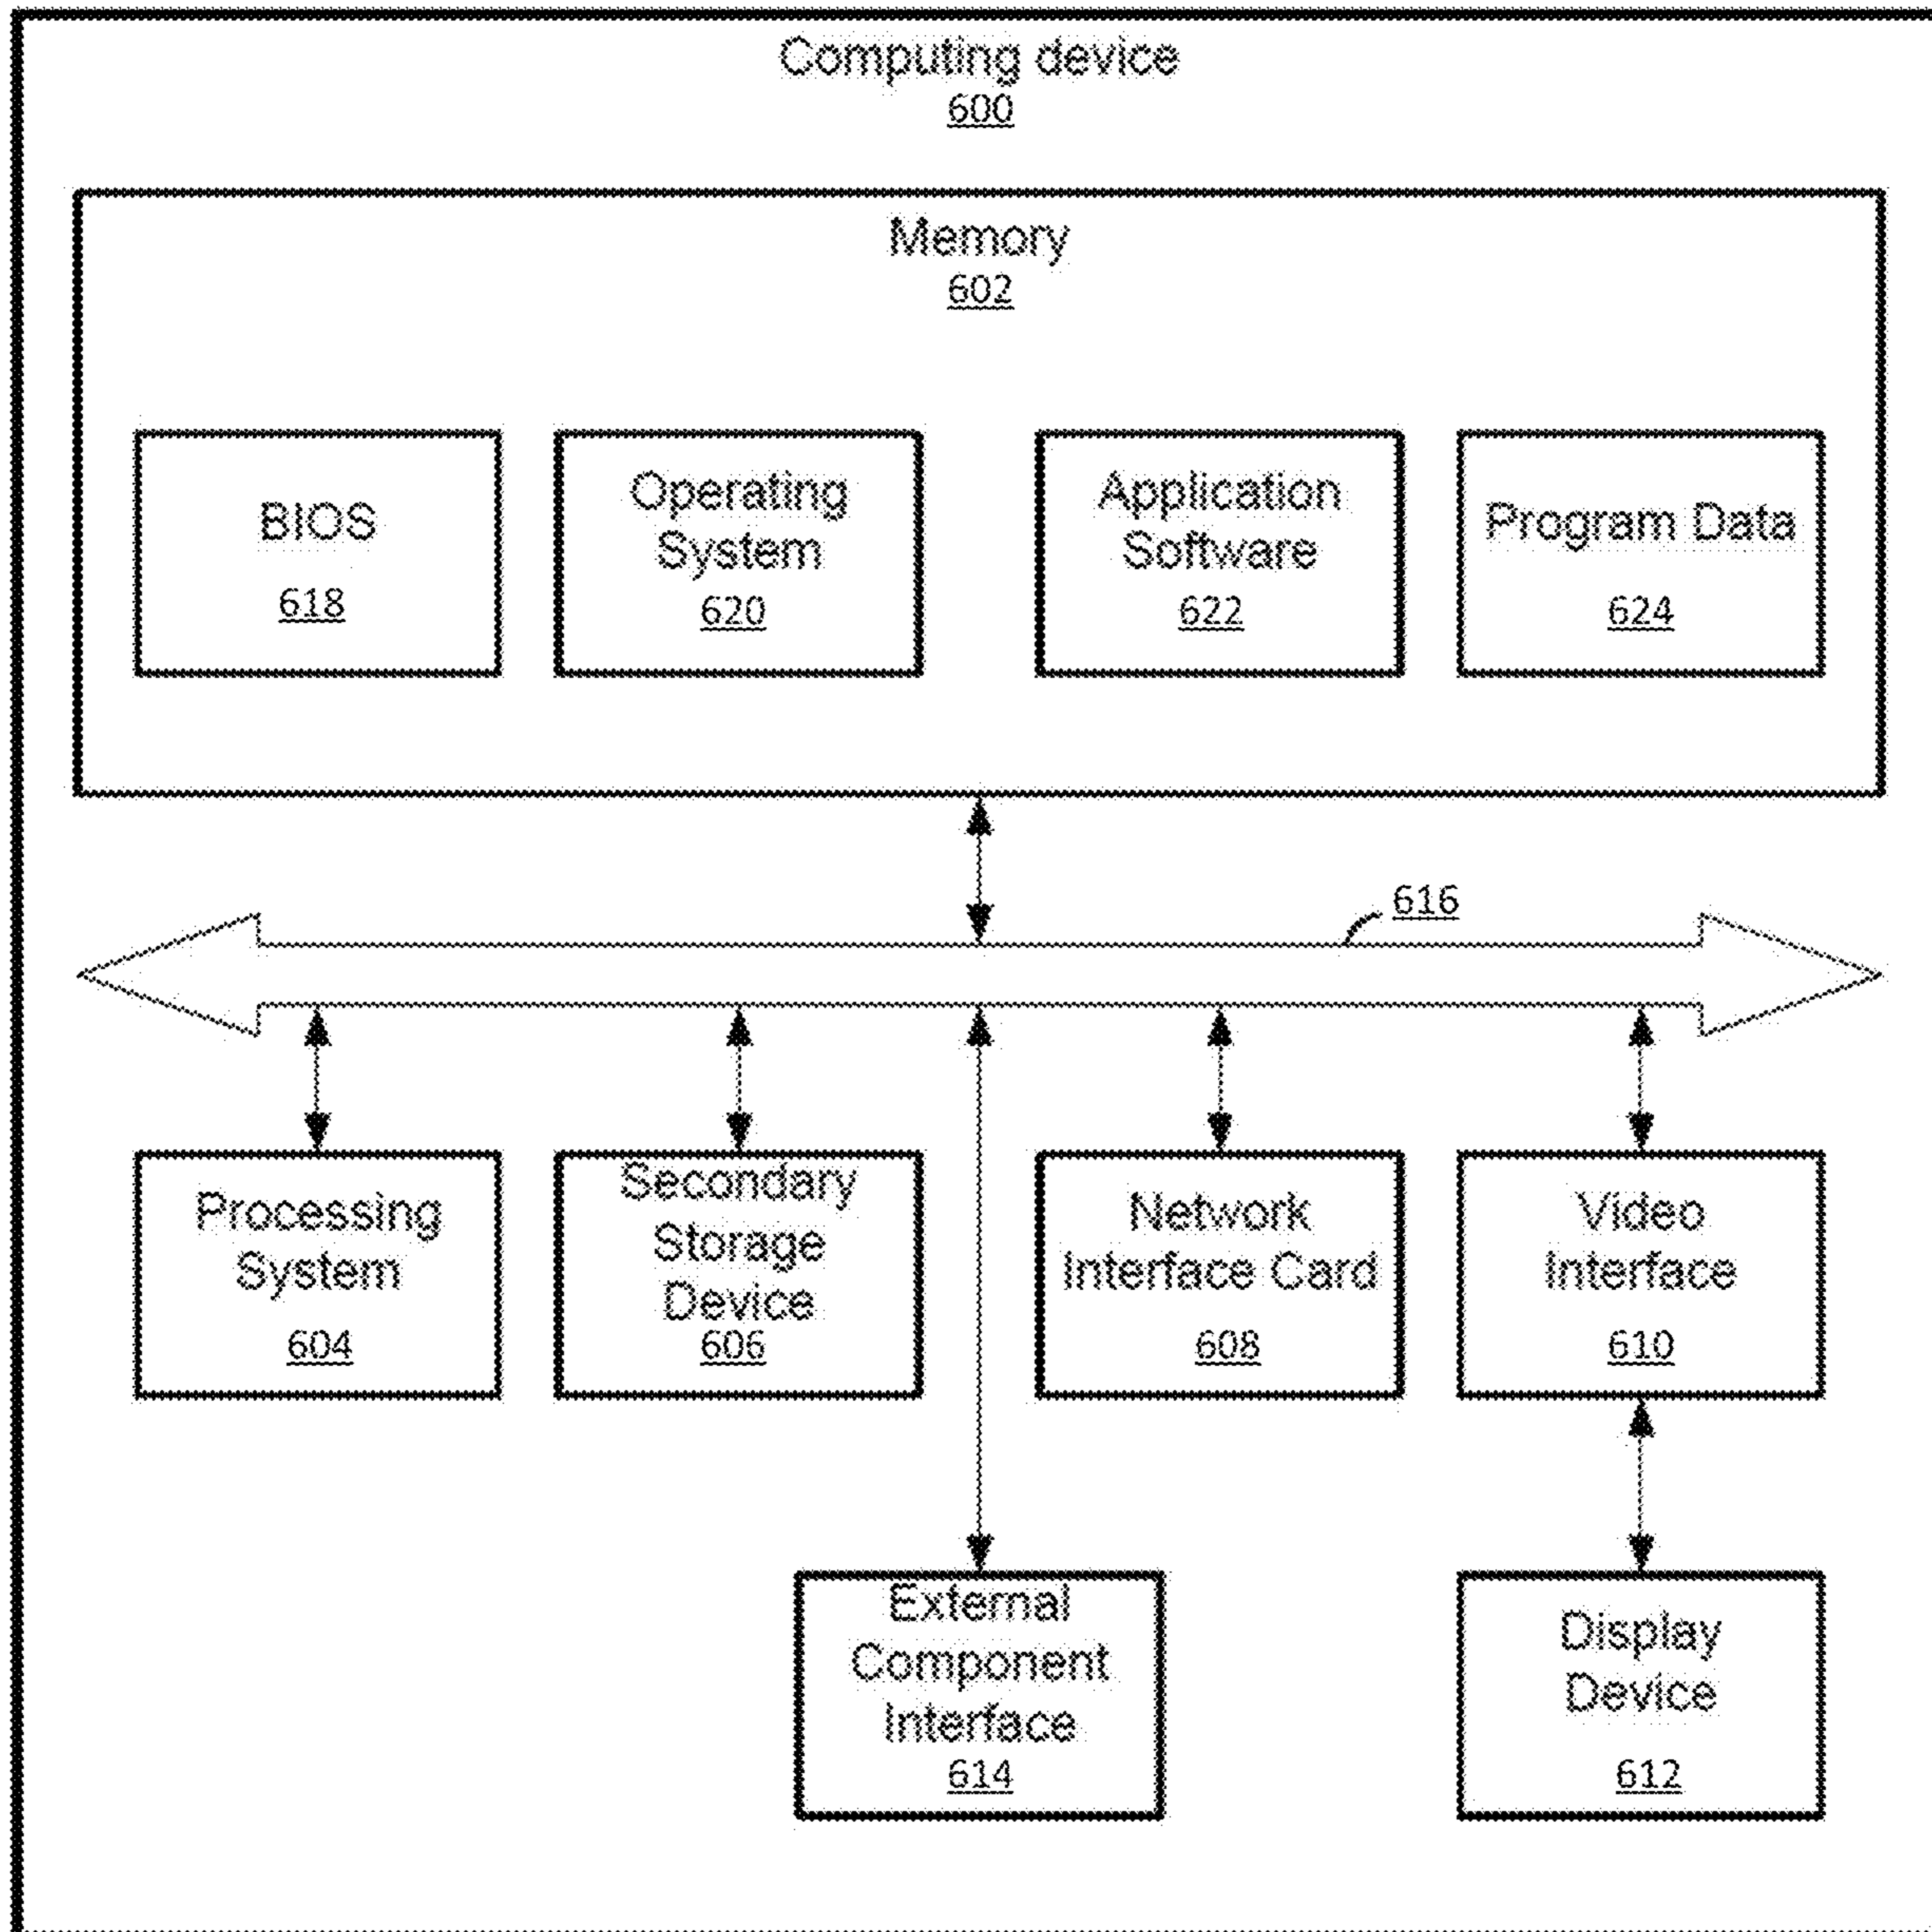 Computing device
600
Memory
602
BIOS
618
Operating
System
620
Application
Software
622
Program Data
624
616
Processing
System
604
Secondary
Storage
Device
606
Network
Interface Card
608
Video
Interface
610
External
Component
Interface
614
Display
Device
612